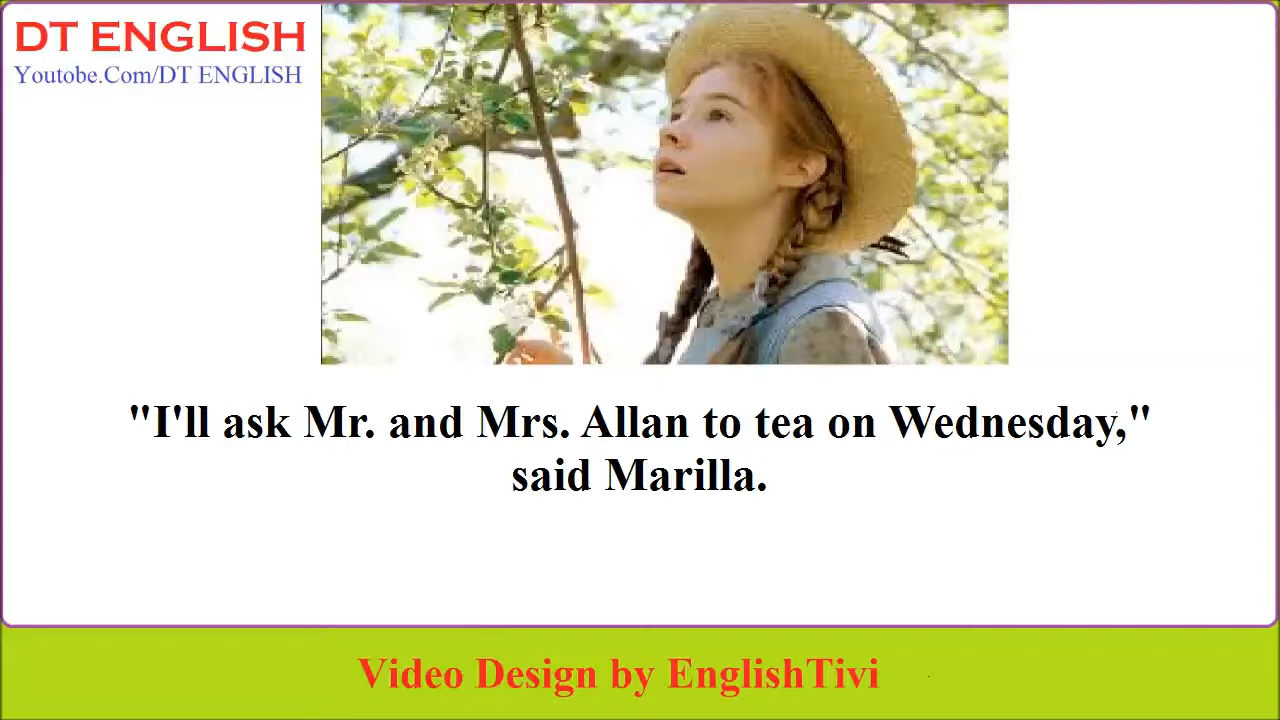 DT ENGLISH
Youtobe.Com/DT ENGLISH
"I'll ask Mr. and Mrs. Allan to tea on Wednesday,"
said Marilla.
Video Design by EnglishTivi